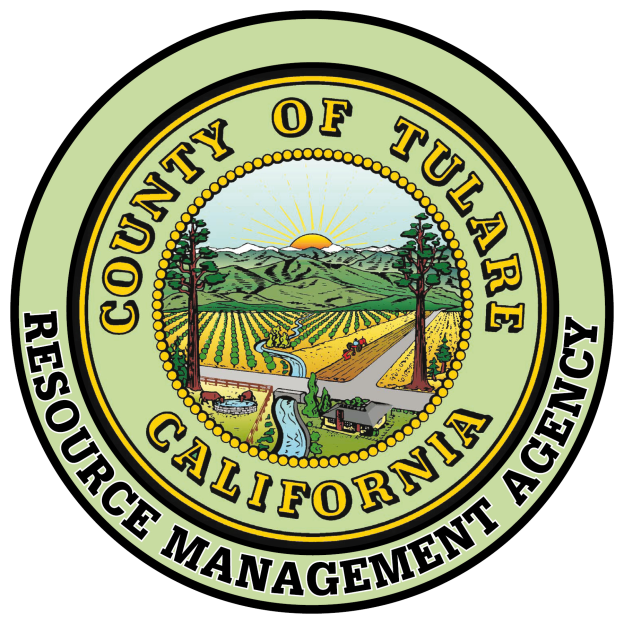 COUNTY OF TULARE
CALIFORNIA
RESOURCE MANAGEMENT AGENCY